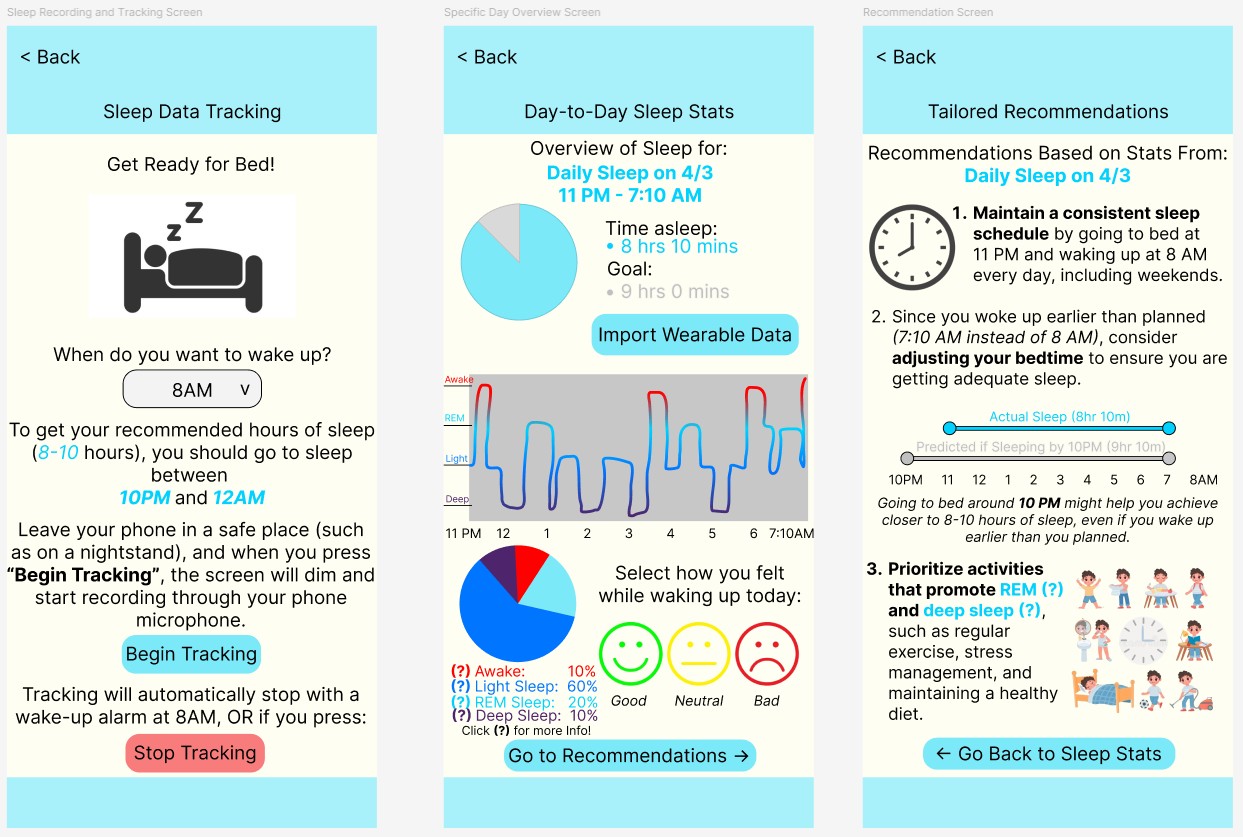 Sleep Recording and Tracking Screen
< Back
Sleep Data Tracking
Get Ready for Bed!
z
z
When do you want to wake up?
8AM v
To get your recommended hours of sleep
(8-10 hours), you should go to sleep
between
10PM and 12AM
Leave your phone in a safe place (such
as on a nightstand), and when you press
“Begin Tracking”, the screen will dim and
start recording through your phone
microphone.
Begin Tracking
Tracking will automatically stop with a
wake-up alarm at 8AM, OR if you press:
Stop Tracking
Specific Day Overview Screen
< Back
Day-to-Day Sleep Stats
Overview of Sleep for:
Daily Sleep on 4/3
11 PM - 7:10 AM
Time asleep:
• 8 hrs 10 mins
Goal:
• 9 hrs 0 mins
Import Wearable Data
Awake
REM
Light
Deep
11 PM 12 1 2 3 4 5 6 7:10AM
(?) Awake: 10%
(?) Light Sleep: 60%
(?) REM Sleep: 20%
(?) Deep Sleep: 10%
Click (?) for more Info!
Select how you felt
while waking up today:
Good Neutral Bad
Go to Recommendations →
Recommendation Screen
< Back
Tailored Recommendations
Recommendations Based on Stats From:
Daily Sleep on 4/3
1. Maintain a consistent sleep
schedule by going to bed at
11 PM and waking up at 8 AM
every day, including weekends.
2. Since you woke up earlier than planned
(7:10 AM instead of 8 AM), consider
adjusting your bedtime to ensure you are
getting adequate sleep.
Actual Sleep (8hr 10m)
Predicted if Sleeping by 10PM (9hr 10m)
10PM 11 12 1 2 3 4 5 6 7 8AM
Going to bed around 10 PM might help you achieve
closer to 8-10 hours of sleep, even if you wake up
earlier than you planned.
3. Prioritize activities
that promote REM (?)
and deep sleep (?),
such as regular
exercise, stress
management, and
maintaining a healthy
diet.
← Go Back to Sleep Stats